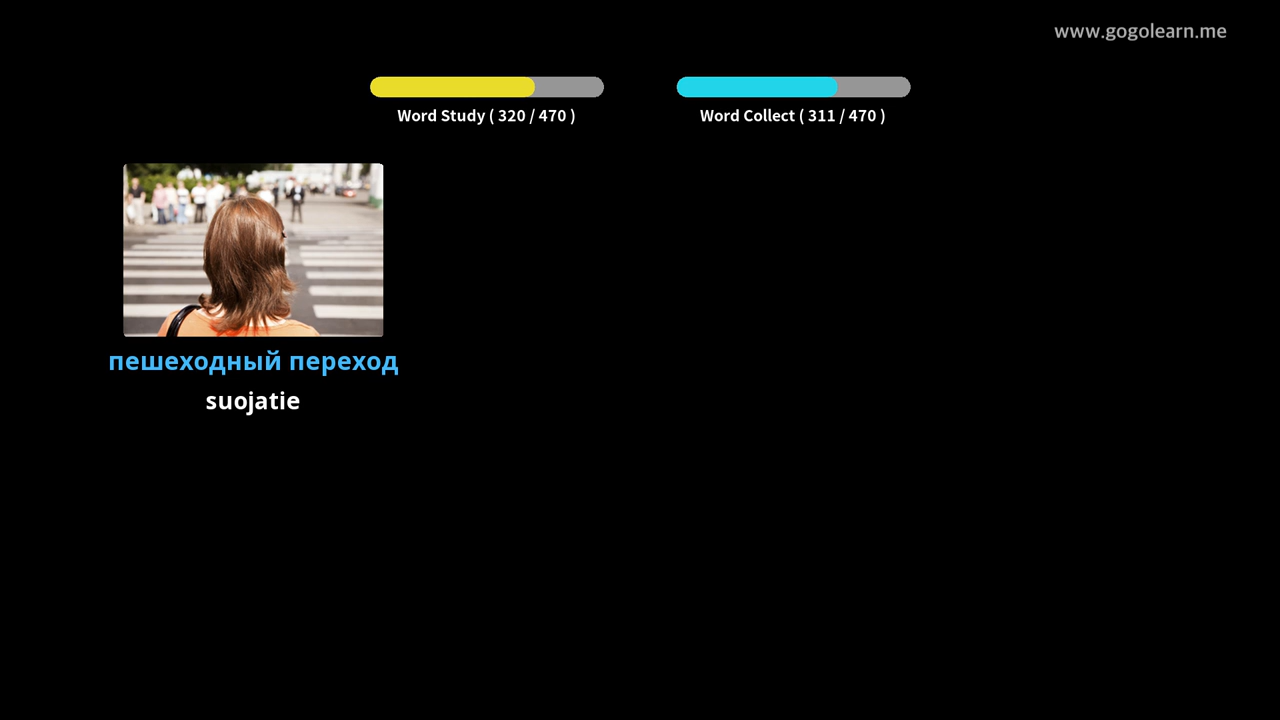 www.gogolearn.me
Word Study ( 320 / 470 )
Word Collect ( 311 / 470 )
пешеходный переход
suojatie